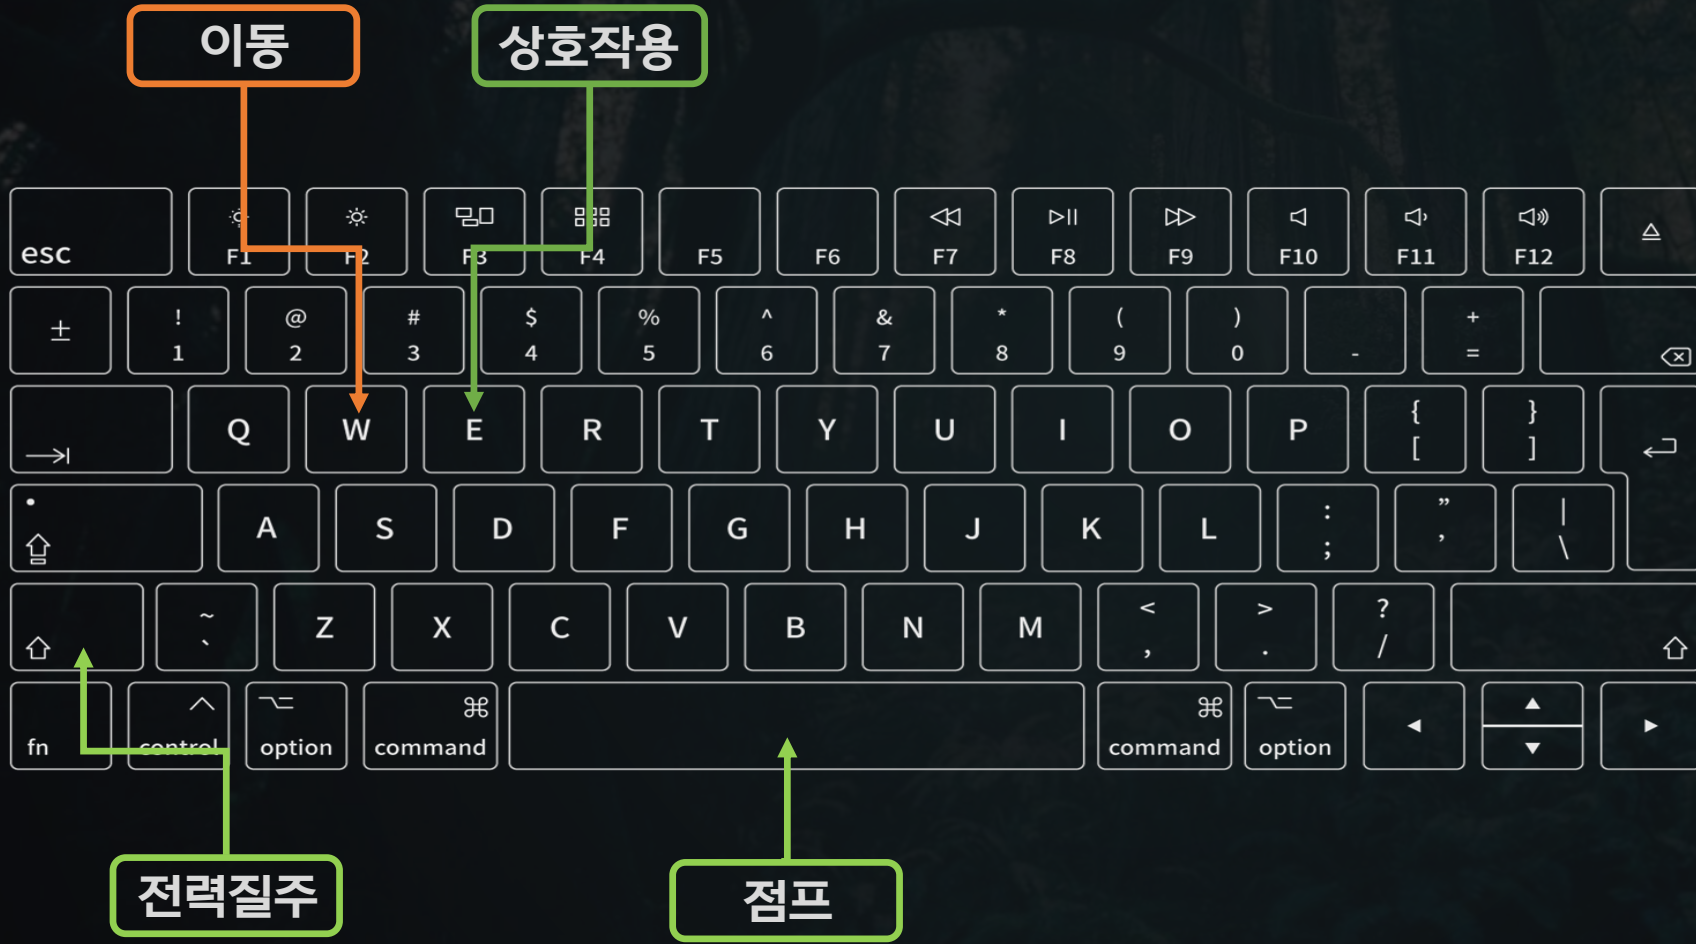 이동
상호작용
esc
F1
F2
F3
F4
F5
F6
F7
F8
F9
F10
F11
F12
±
! 1
@ 2
# 3
$ 4
% 5
^ 6
& 7
* 8
( 9
) 0
-
+ =
Q
W
E
R
T
Y
U
I
O
P
{ [
} ]
A
S
D
F
G
H
J
K
L
: ;
” ’
| \
~ `
Z
X
C
V
B
N
M
< ,
> .
? /
fn
control
option
command
command
option
전력질주
점프